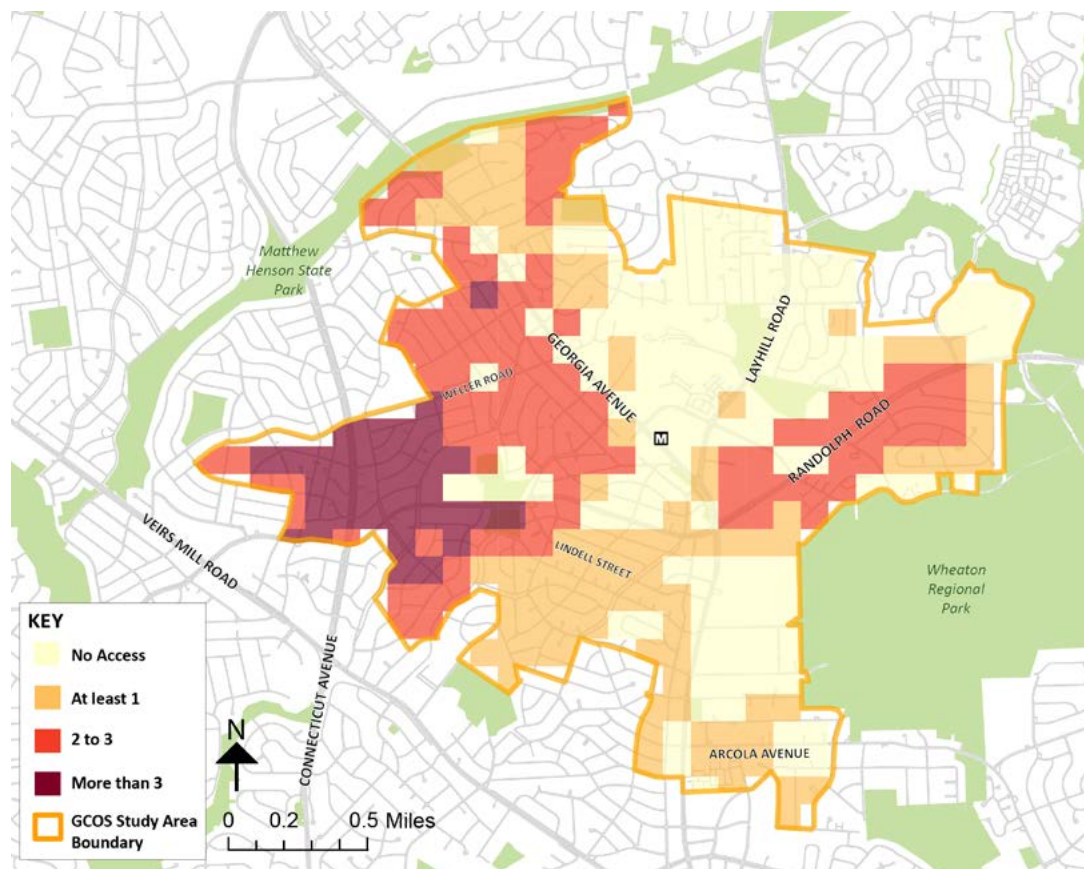 Matthew
Henson State
Park
GEORGIA AVENUE
LAYHILL ROAD
WELLER ROAD
M
RANDOLPH ROAD
VEIRS MILL ROAD
LINDELL STREET
Wheaton
Regional
Park
CONNECTICUT AVENUE
ARCOLA AVENUE
KEY
No Access
At least 1
2 to 3
More than 3
GCOS Study Area
Boundary
N
0 0.2 0.5 Miles